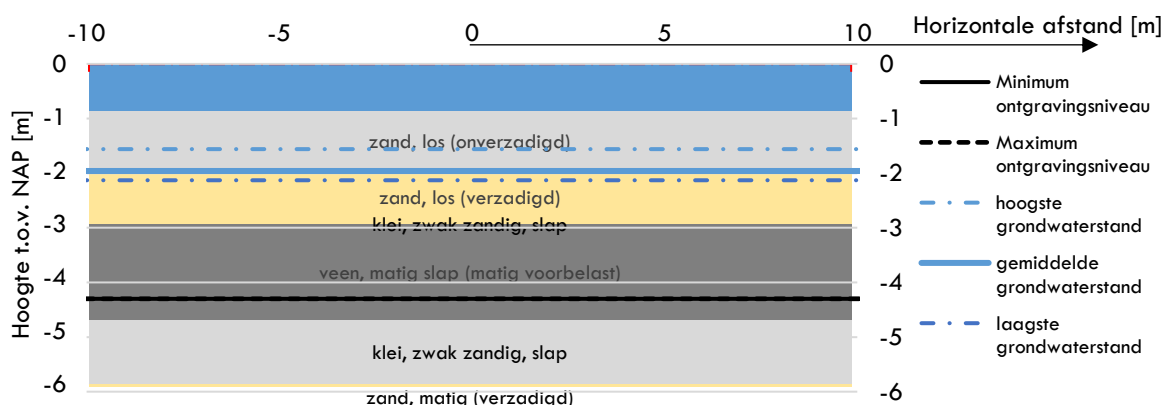 Horizontale afstand [m]
-10 -5 0 5 10
Hoogte t.o.v. NAP [m]
0 0
-1 -1
zand, los (onverzadigd)
-2 -2
zand, los (verzadigd)
klei, zwak zandig, slap
-3 -3
veen, matig slap (matig voorbelast)
-4 -4
-5 -5
klei, zwak zandig, slap
-6 -6
zand, matig (verzadigd)
Minimum
ontgravingsniveau
Maximum
ontgravingsniveau
hoogste
grondwaterstand
gemiddelde
grondwaterstand
laagste
grondwaterstand